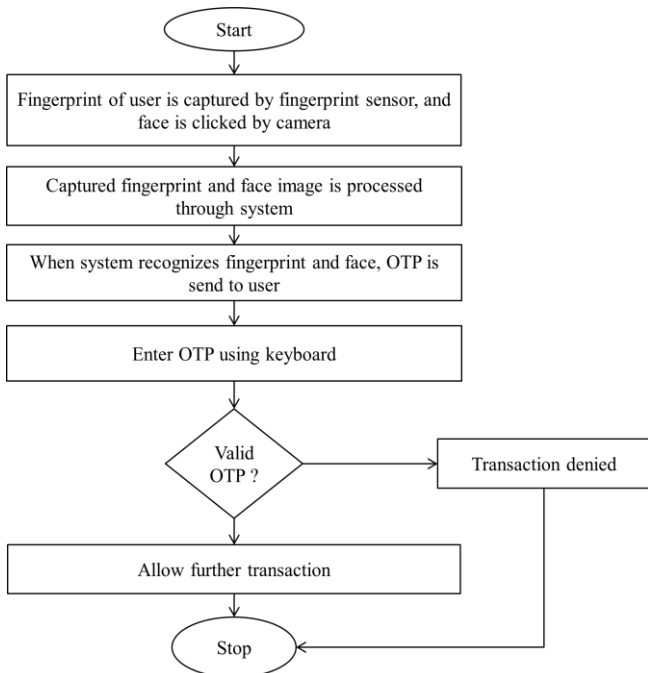 Start
Fingerprint of user is captured by fingerprint sensor, and
face is clicked by camera
Captured fingerprint and face image is processed
through system
When system recognizes fingerprint and face, OTP is
send to user
Enter OTP using keyboard
Valid
OTP ?
Transaction denied
Allow further transaction
Stop